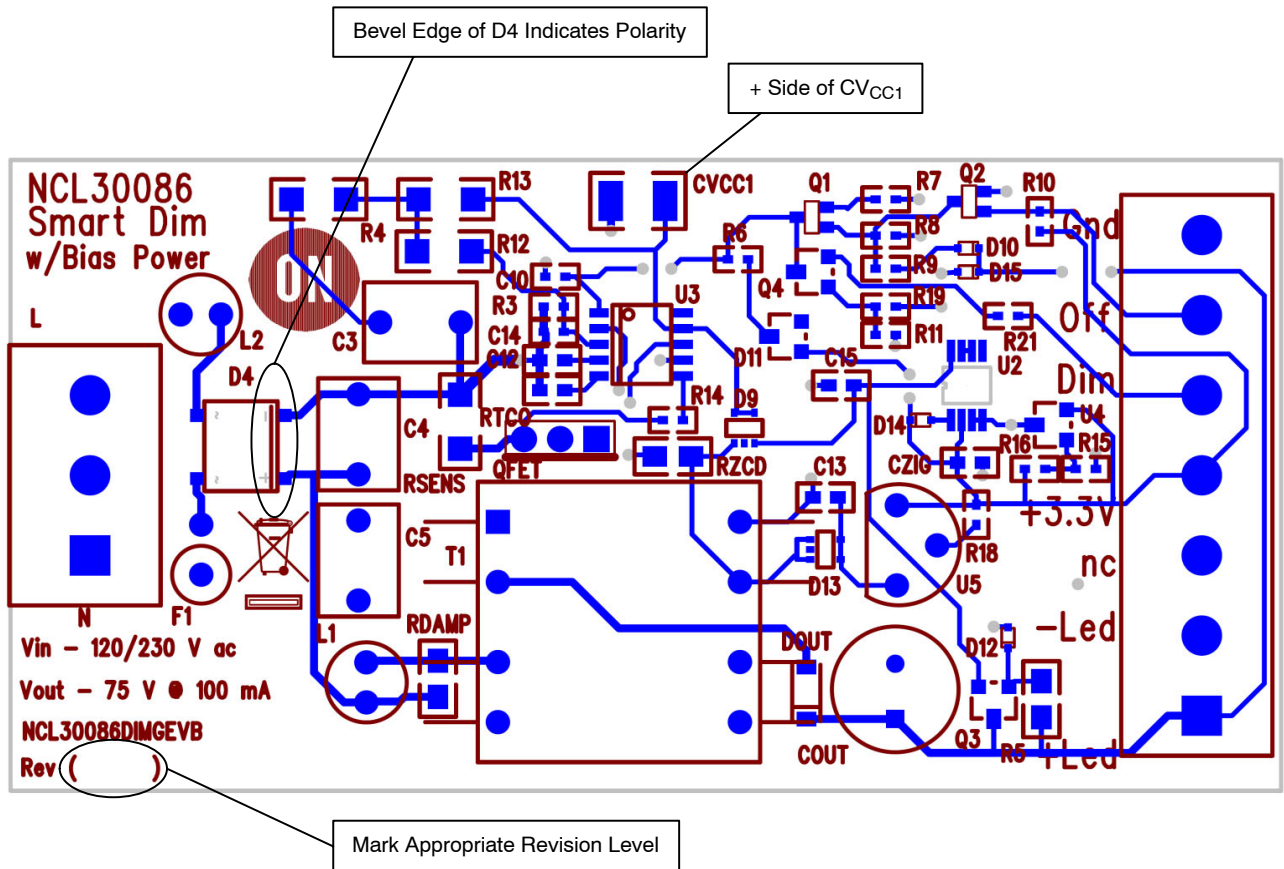 Bevel Edge of D4 Indicates Polarity
+ Side of CVCC1
NCL30086
Smart Dim
w/Bias Power
ON
R4
R13
R12
CVCC1
Q1
R7
Q2
R10
Gnd
R8
R6
R9
D10
D15
C10
R3
C14
C12
U3
Q4
R19
R11
Off
R21
L
L2
C3
D4
D11
C15
U2
Dim
R14
D9
D14
U4
RTCO
C4
QFET
RZCD
R16
R15
CZIG
RSENS
C13
+3.3V
C5
T1
R18
D13
U5
nc
N
F1
L1
RDAMP
DOUT
D12
-Led
Vin - 120/230 V ac
Vout - 75 V @ 100 mA
NCL30086DIMGEVB
COUT
Q3
R5
+Led
Rev ( )
Mark Appropriate Revision Level